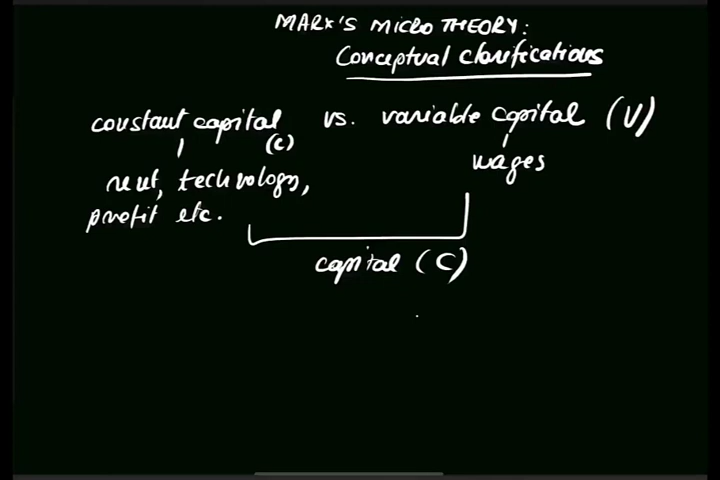 MARX'S MICRO THEORY:
Conceptual clarifications
constant capital vs. variable capital (V)
(c)
wages
rent, technology,
profit etc.
capital (C)